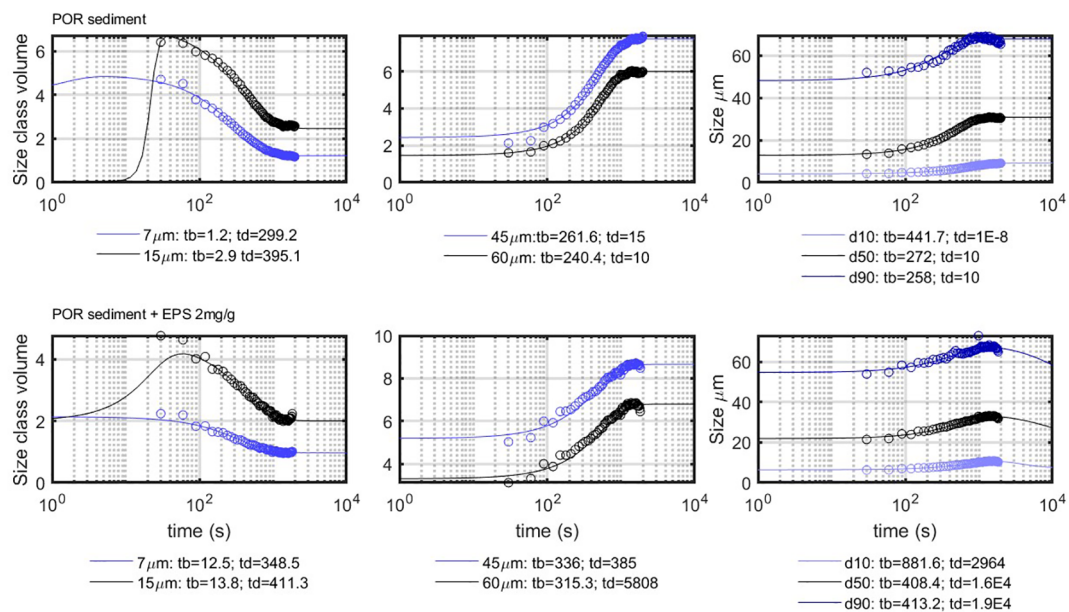 POR sediment
Size class volume
6
4
2
0
10^0 10^2 10^4
7μm: tb=1.2; td=299.2
15μm: tb=2.9 td=395.1
6
4
2
0
10^0 10^2 10^4
45μm:tb=261.6; td=15
60μm: tb=240.4; td=10
Size μm
60
40
20
0
10^0 10^2 10^4
d10: tb=441.7; td=1E-8
d50: tb=272; td=10
d90: tb=258; td=10
POR sediment + EPS 2mg/g
Size class volume
4
2
0
10^0 10^2 10^4
time (s)
7μm: tb=12.5; td=348.5
15μm: tb=13.8; td=411.3
10
8
6
4
10^0 10^2 10^4
time (s)
45μm: tb=336; td=385
60μm: tb=315.3; td=5808
Size μm
60
40
20
0
10^0 10^2 10^4
time (s)
d10: tb=881.6; td=2964
d50: tb=408.4; td=1.6E4
d90: tb=413.2; td=1.9E4